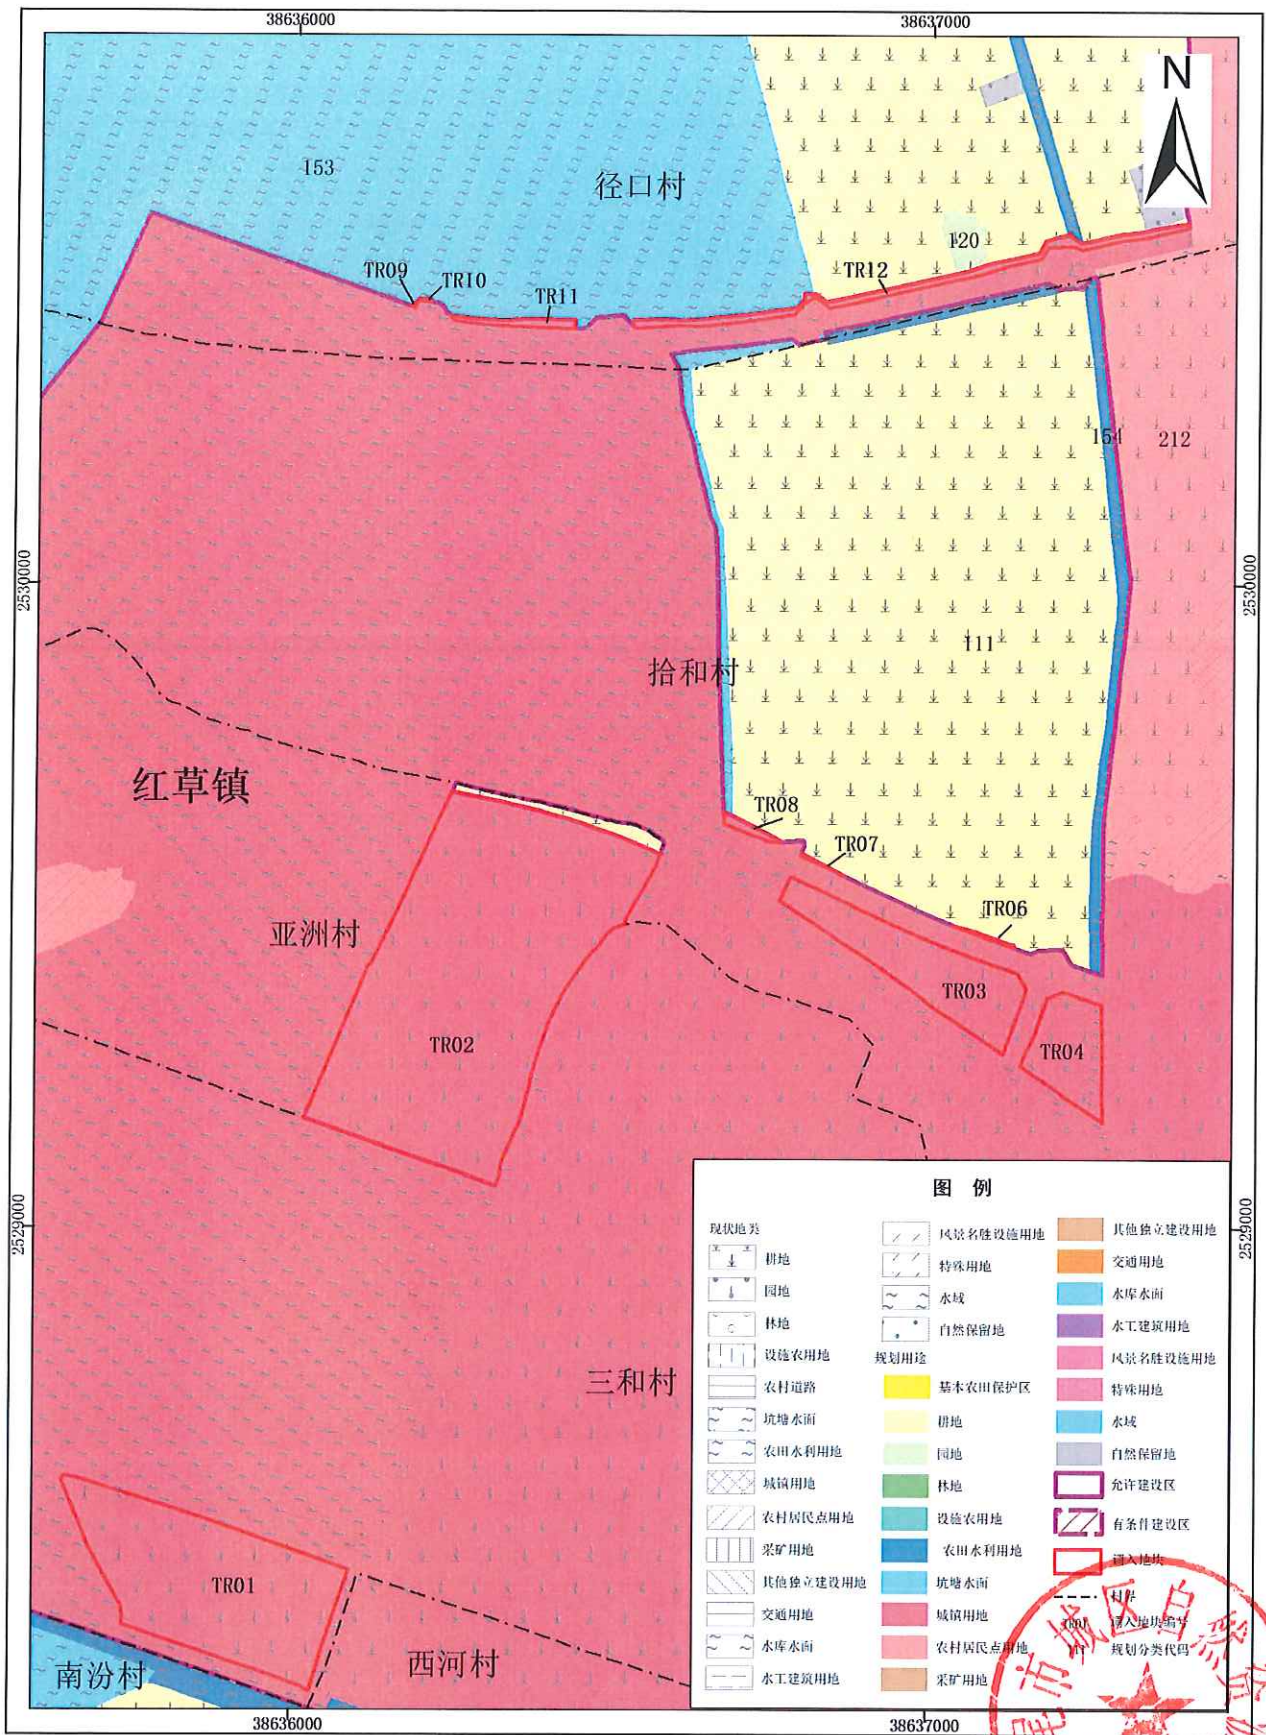 38636000
38637000
N
153
径口村
120
TR09
TR10
TR11
TR12
154
212
2530000
2530000
111
拾和村
红草镇
TR08
TR07
TR06
亚洲村
TR03
TR02
TR04
2529000
2529000
图 例
现状地类
耕地
园地
林地
设施农用地
农村道路
坑塘水面
农田水利用地
城镇用地
农村居民点用地
采矿用地
其他独立建设用地
交通用地
水库水面
水工建筑用地
风景名胜设施用地
特殊用地
水域
自然保留地
规划用途
基本农田保护区
耕地
园地
林地
设施农用地
农田水利用地
坑塘水面
城镇用地
农村居民点用地
采矿用地
其他独立建设用地
交通用地
水库水面
水工建筑用地
风景名胜设施用地
特殊用地
水域
自然保留地
允许建设区
有条件建设区
调入地块
村界
TR01 调入地块编号
111 规划分类代码
三和村
TR01
西河村
南汾村
38636000
38637000
市城区自然资